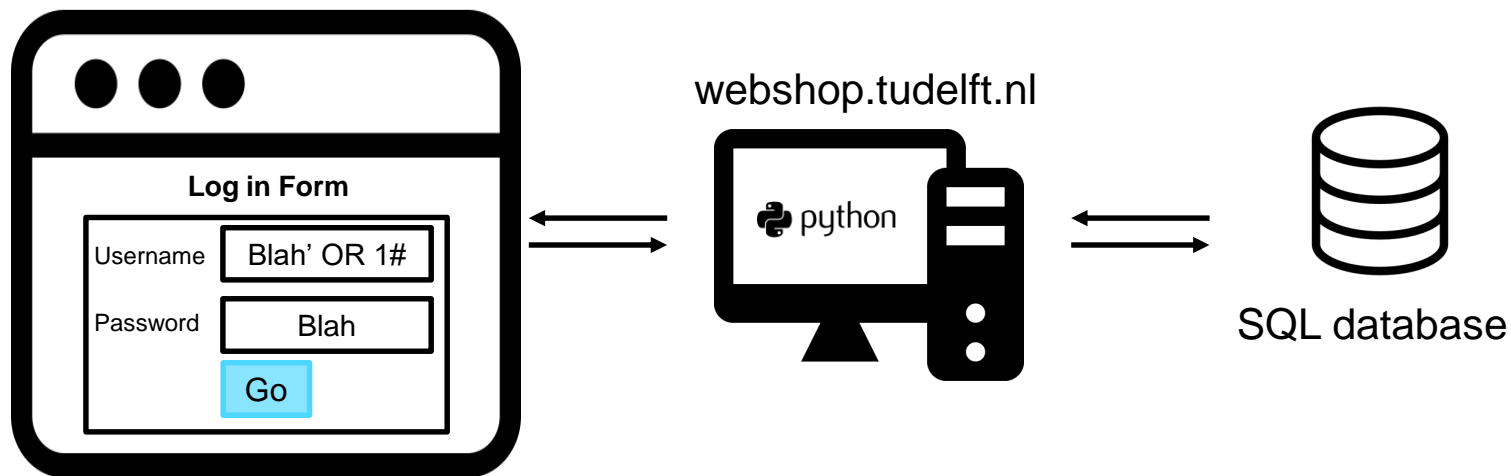 webshop.tudelft.nl
Log in Form
Username Blah’ OR 1#
Password Blah
Go
python
SQL database